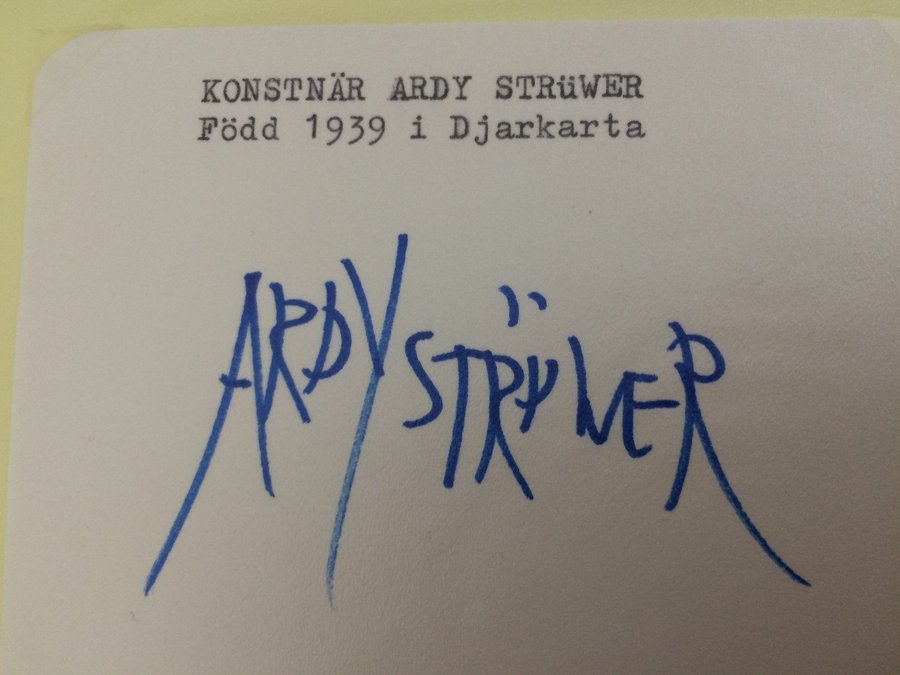 KONSTNÄR ARDY STRüWER
Född 1939 i Djarkarta
ARDY STRÜWER